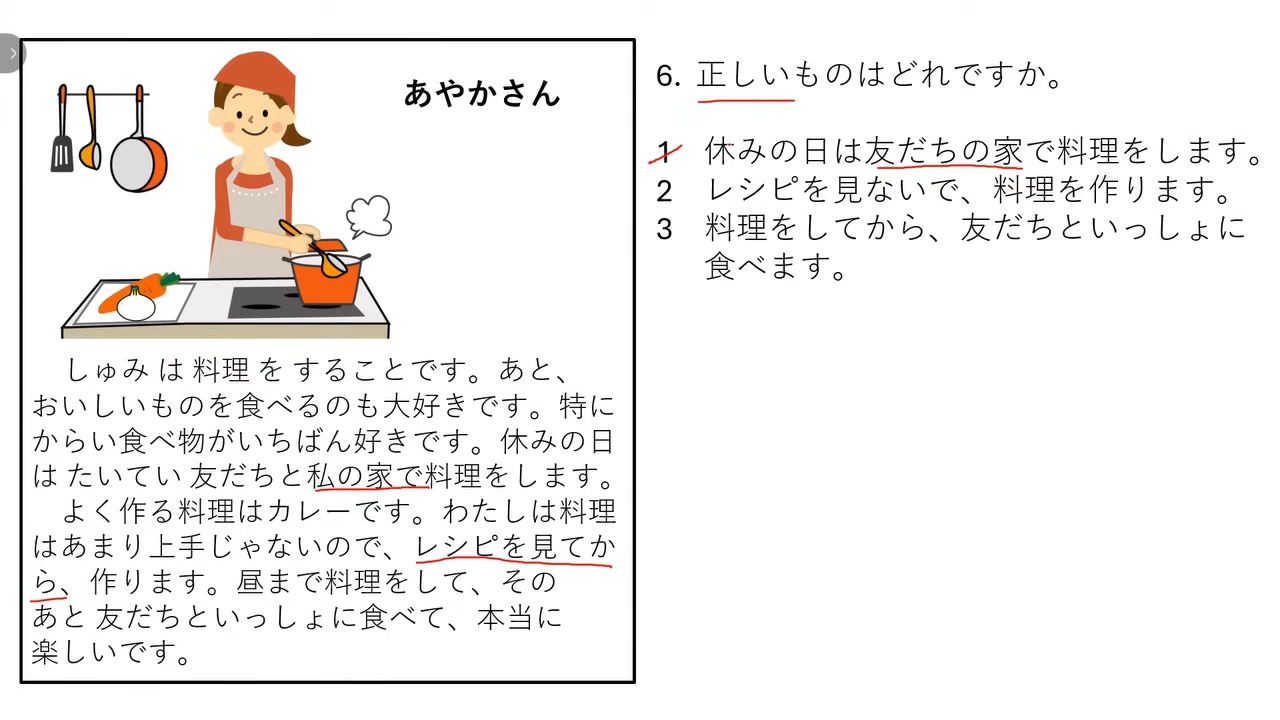 あやかさん
しゅみ は 料理 を することです。あと、
おいしいものを食べるのも大好きです。特に
からい食べ物がいちばん好きです。休みの日
は たいてい 友だちと私の家で料理をします。
よく作る料理はカレーです。わたしは料理
はあまり上手じゃないので、レシピを見てか
ら、作ります。昼まで料理をして、その
あと 友だちといっしょに食べて、本当に
楽しいです。
6. 正しいものはどれですか。
1 休みの日は友だちの家で料理をします。
2 レシピを見ないで、料理を作ります。
3 料理をしてから、友だちといっしょに
食べます。